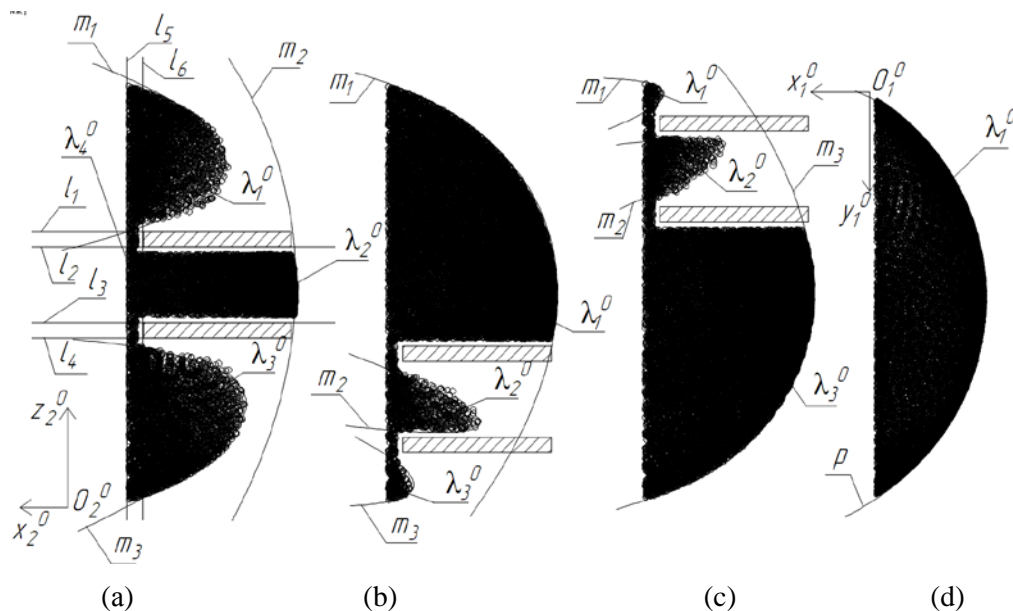 m₁
l₅
l₆
m₂
λ₄⁰
λ₁⁰
l₁
l₂
l₃
l₄
λ₂⁰
λ₃⁰
z₂⁰
x₂⁰
O₂⁰
m₃
m₁
λ₁⁰
m₂
λ₂⁰
λ₃⁰
m₃
m₁
λ₁⁰
λ₂⁰
m₃
m₂
λ₃⁰
x₁⁰
O₁⁰
λ₁⁰
y₁⁰
p
(a) (b) (c) (d)